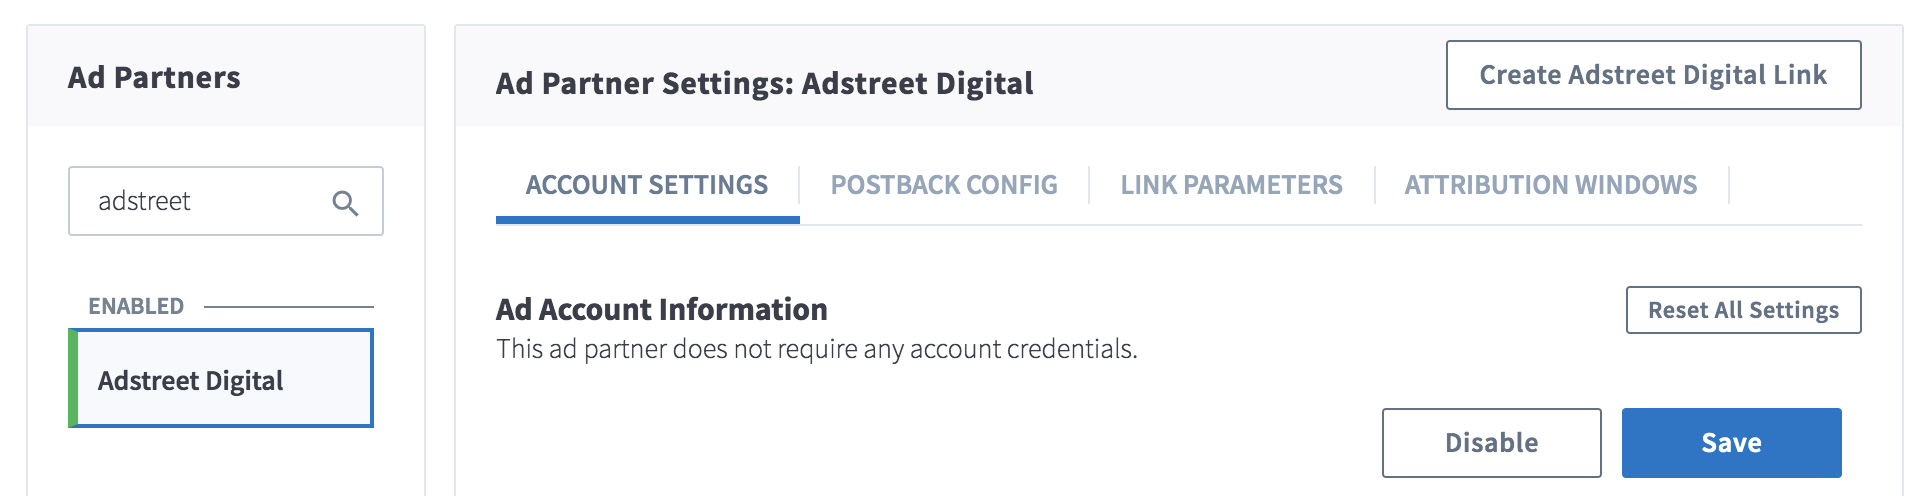 Ad Partners
adstreet
ENABLED
Adstreet Digital
Ad Partner Settings: Adstreet Digital
Create Adstreet Digital Link
ACCOUNT SETTINGS
POSTBACK CONFIG
LINK PARAMETERS
ATTRIBUTION WINDOWS
Ad Account Information
Reset All Settings
This ad partner does not require any account credentials.
Disable
Save